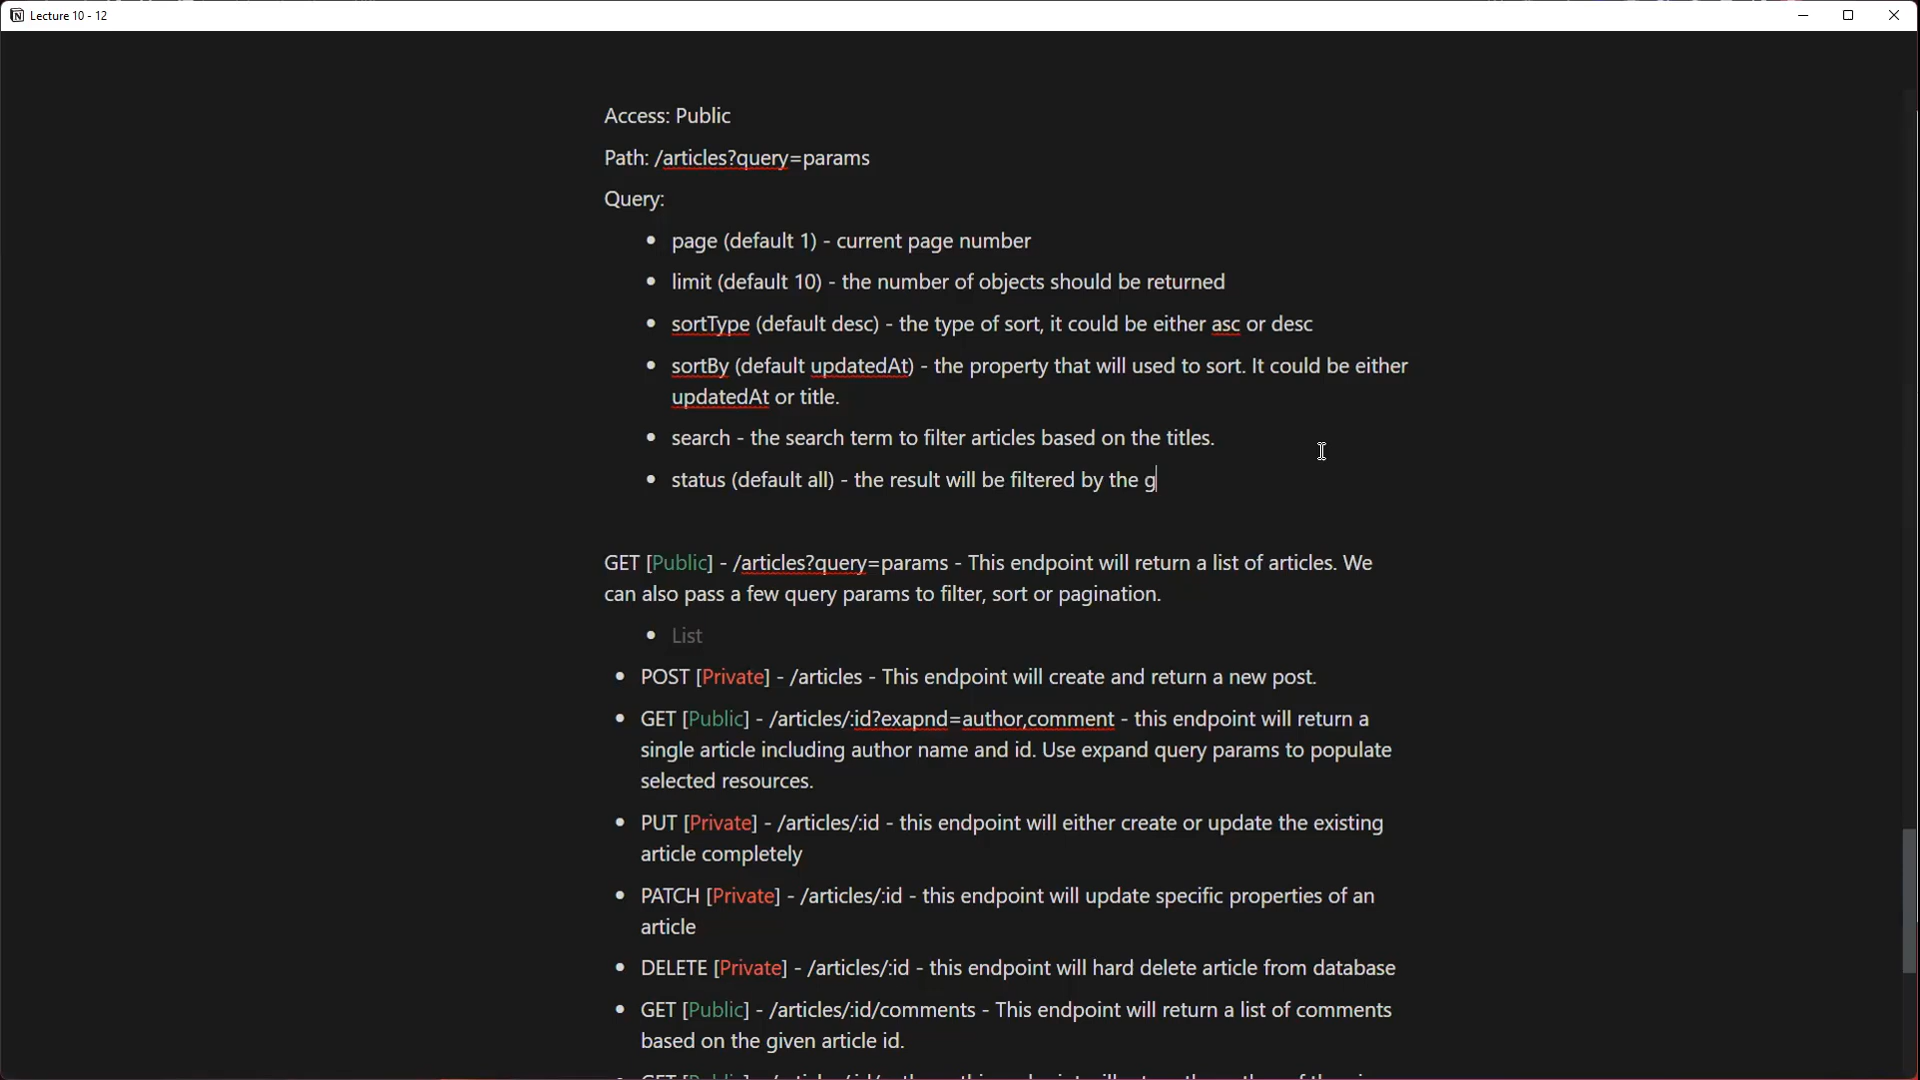 Lecture 10 - 12
Access: Public
Path: /articles?query=params
Query:
page (default 1) - current page number
limit (default 10) - the number of objects should be returned
sortType (default desc) - the type of sort, it could be either asc or desc
sortBy (default updatedAt) - the property that will used to sort. It could be either
updatedAt or title.
search - the search term to filter articles based on the titles.
status (default all) - the result will be filtered by the g
GET [Public] - /articles?query=params - This endpoint will return a list of articles. We
can also pass a few query params to filter, sort or pagination.
List
POST [Private] - /articles - This endpoint will create and return a new post.
GET [Public] - /articles/:id?exapnd=author,comment - this endpoint will return a
single article including author name and id. Use expand query params to populate
selected resources.
PUT [Private] - /articles/:id - this endpoint will either create or update the existing
article completely
PATCH [Private] - /articles/:id - this endpoint will update specific properties of an
article
DELETE [Private] - /articles/:id - this endpoint will hard delete article from database
GET [Public] - /articles/:id/comments - This endpoint will return a list of comments
based on the given article id.